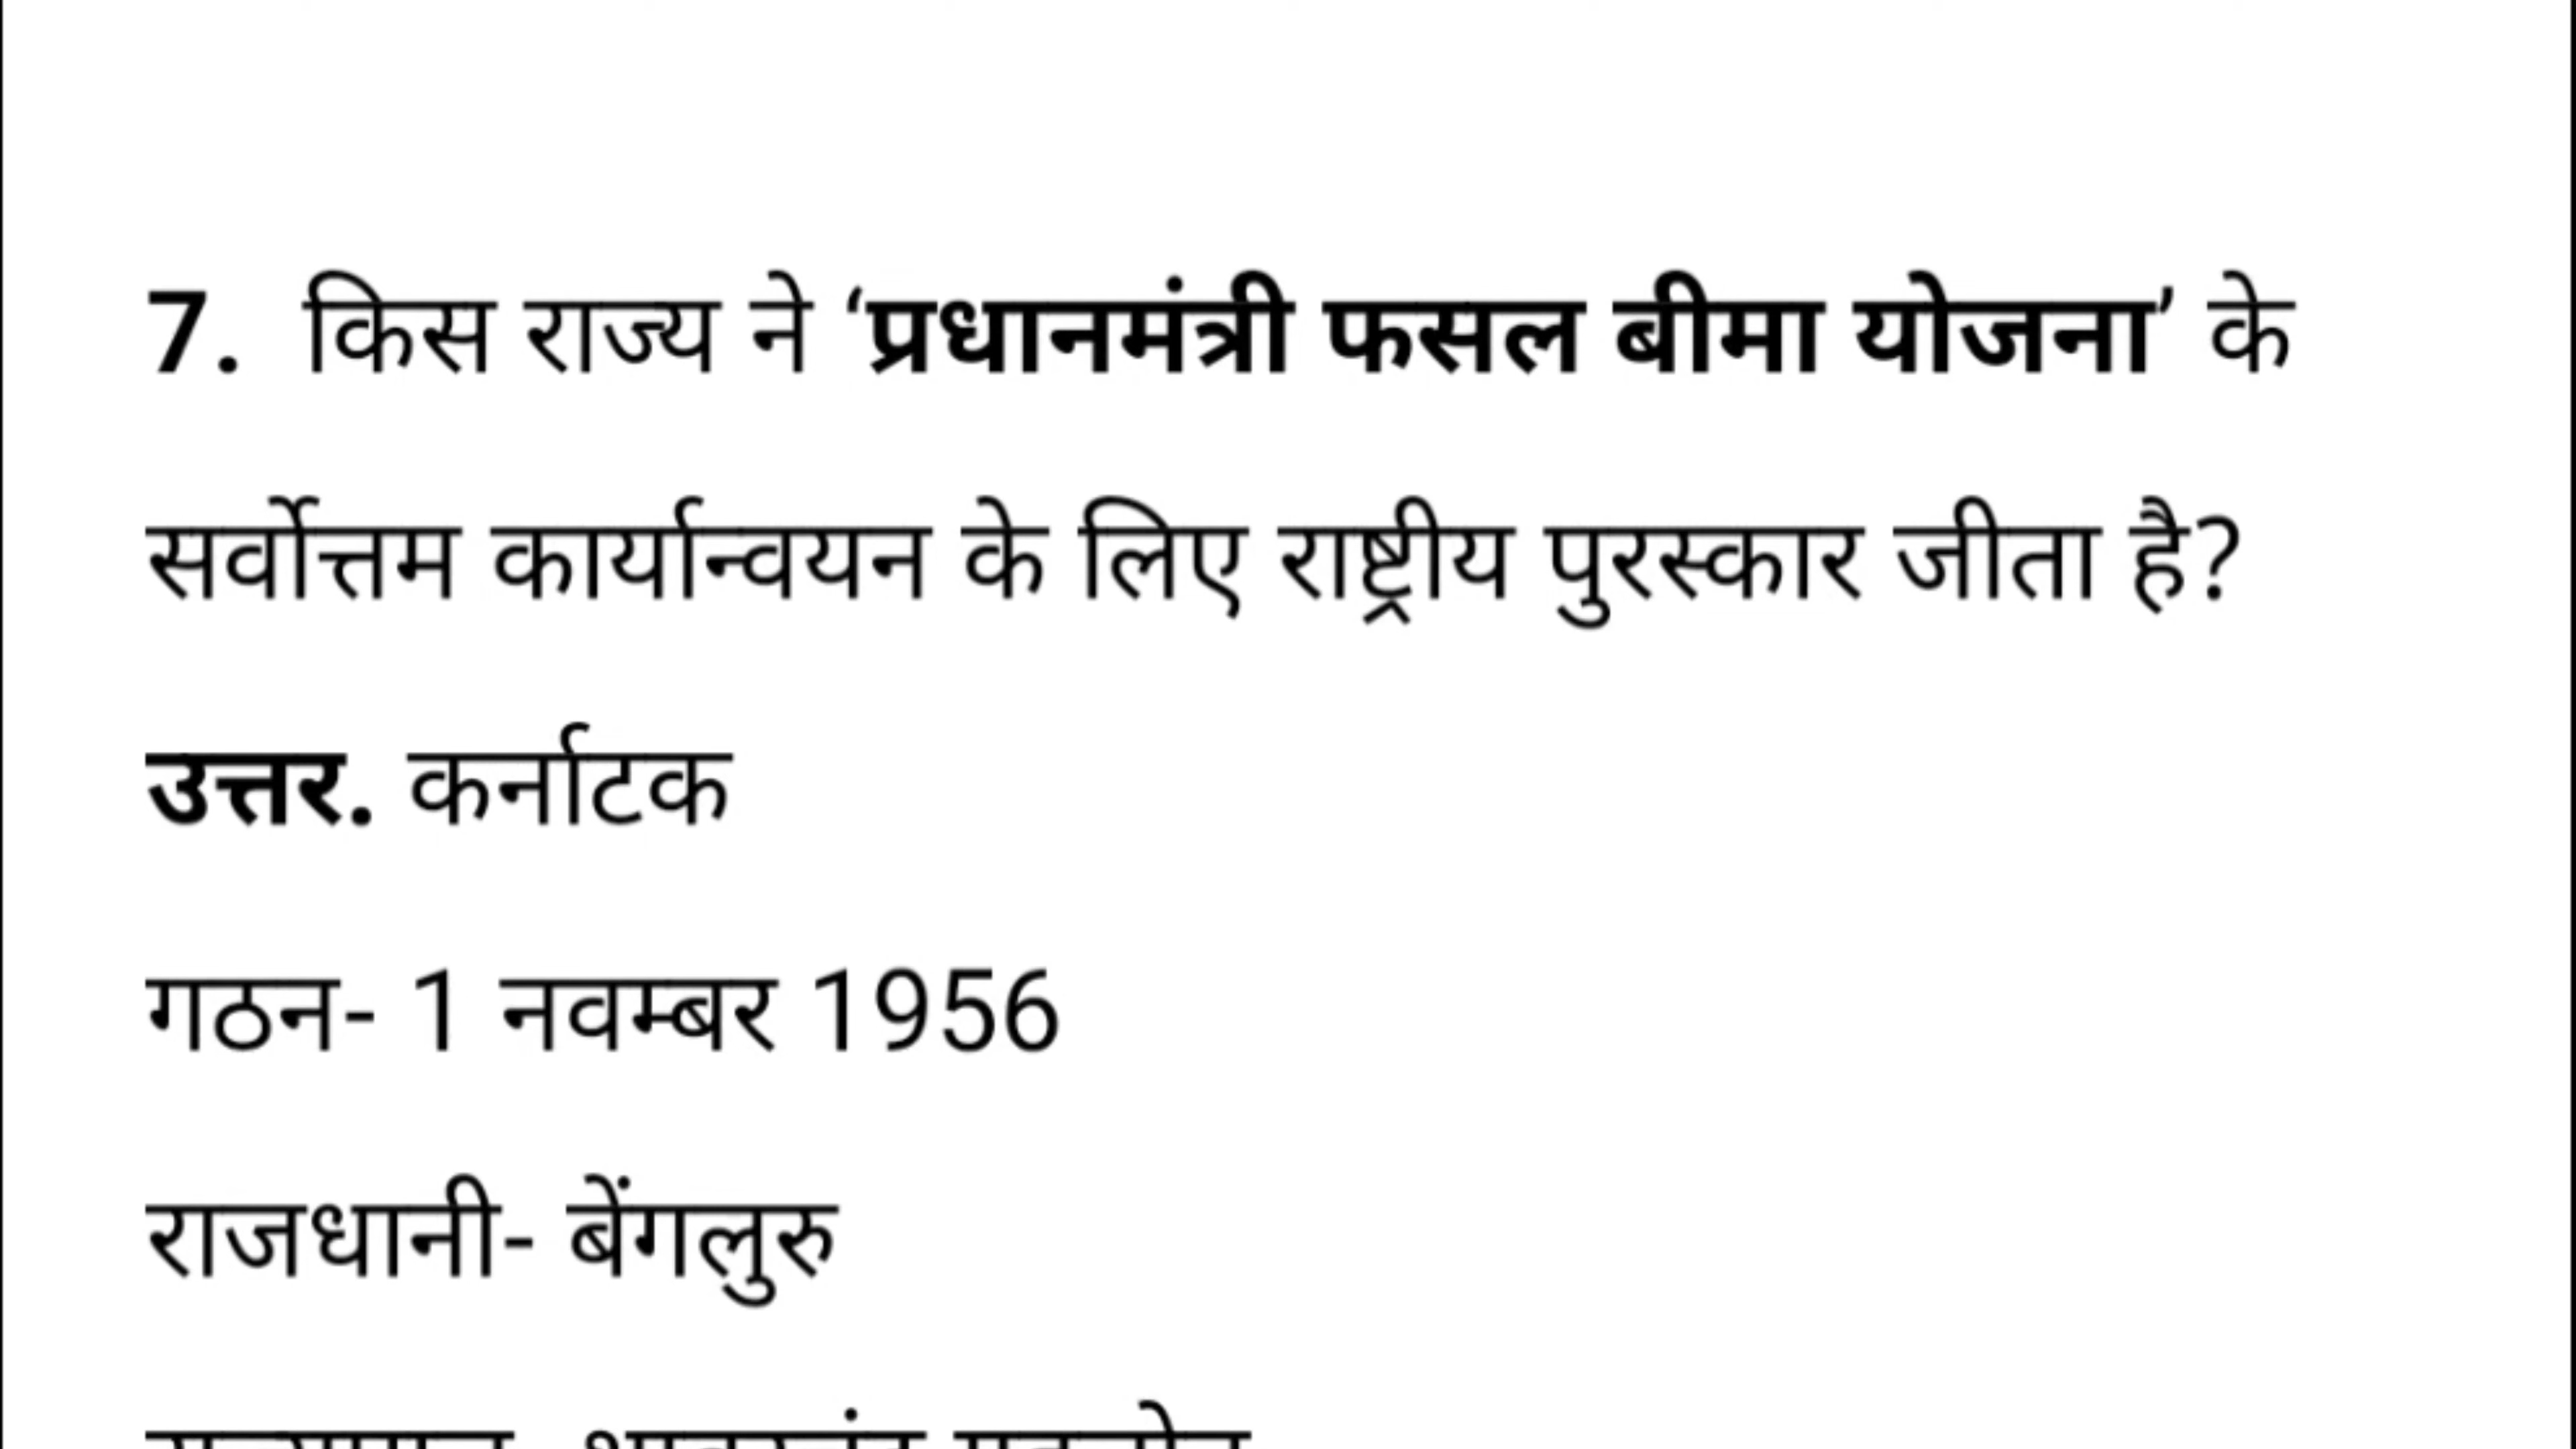 7. किस राज्य ने ‘प्रधानमंत्री फसल बीमा योजना’ के
सर्वोत्तम कार्यान्वयन के लिए राष्ट्रीय पुरस्कार जीता है?
उत्तर. कर्नाटक
गठन- 1 नवम्बर 1956
राजधानी- बेंगलुरु